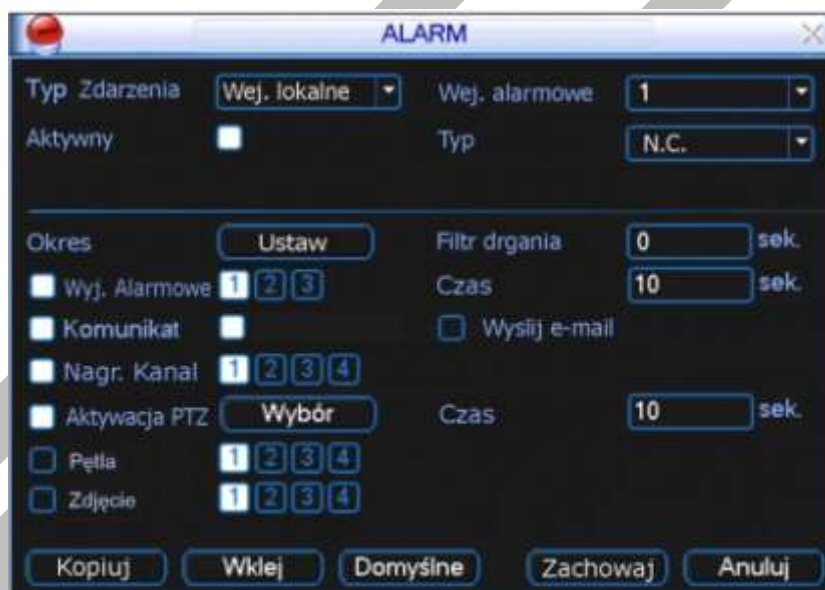 ALARM
Typ Zdarzenia Wej. lokalne Wej. alarmowe 1
Aktywny Typ N.C.
Okres Ustaw Filtr drgania 0 sek.
Wyj. Alarmowe 1 2 3 Czas 10 sek.
Komunikat Wyslij e-mail
Nagr. Kanal 1 2 3 4
Aktywacja PTZ Wybór Czas 10 sek.
Pętla 1 2 3 4
Zdjęcie 1 2 3 4
Kopiuj Wklej Domyślne Zachowaj Anuluj